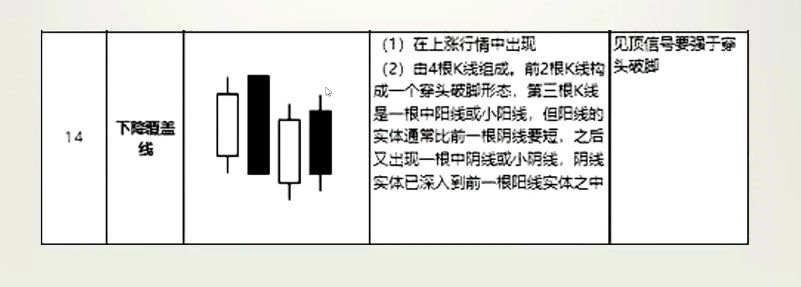 14
下降覆盖
线
（1）在上涨行情中出现
（2）由4根K线组成。前2根K线构
成一个穿头破脚形态，第三根K线
是一根中阳线或小阳线，但阳线的
实体通常比前一根阴线要短，之后
又出现一根中阴线或小阴线，阴线
实体已深入到前一根阳线实体之中
见顶信号要强于穿
头破脚